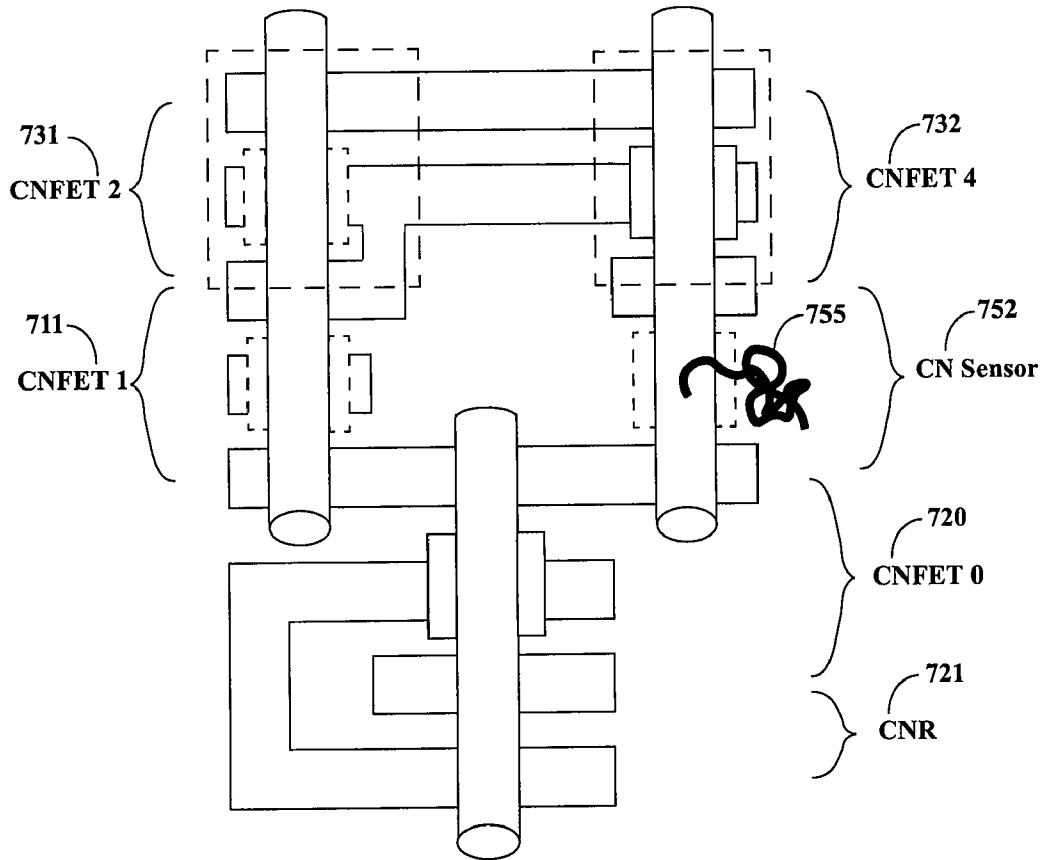 731
CNFET 2
732
CNFET 4
711
CNFET 1
755
752
CN Sensor
720
CNFET 0
721
CNR